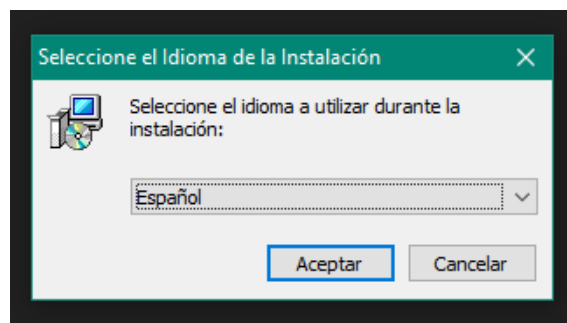 Seleccione el Idioma de la Instalación
Seleccione el idioma a utilizar durante la
instalación:
Español
Aceptar
Cancelar